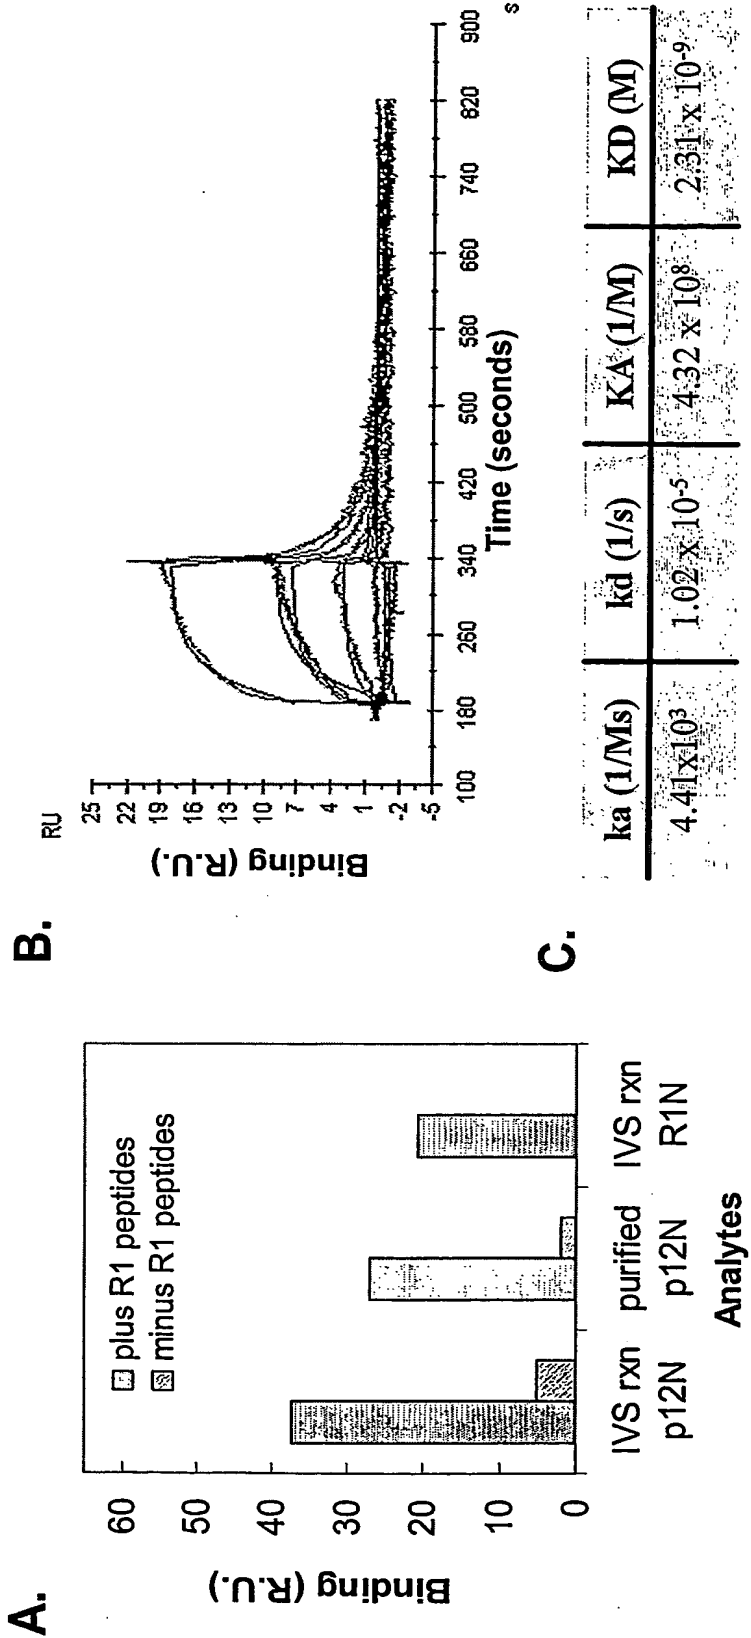 A.
Binding (R.U.)
60
50
40
30
20
10
0
plus R1 peptides
minus R1 peptides
IVS rxn
p12N
purified
p12N
IVS rxn
R1N
Analytes
B.
RU
Binding (R.U.)
25
22
19
16
13
10
7
4
1
-2
-5
100
180
260
340
420
500
580
660
740
820
900
s
Time (seconds)
C.
ka (1/Ms) kd (1/s) KA (1/M) KD (M)
4.41x10³ 1.02 x 10⁻⁵ 4.32 x 10⁸ 2.31 x 10⁻⁹